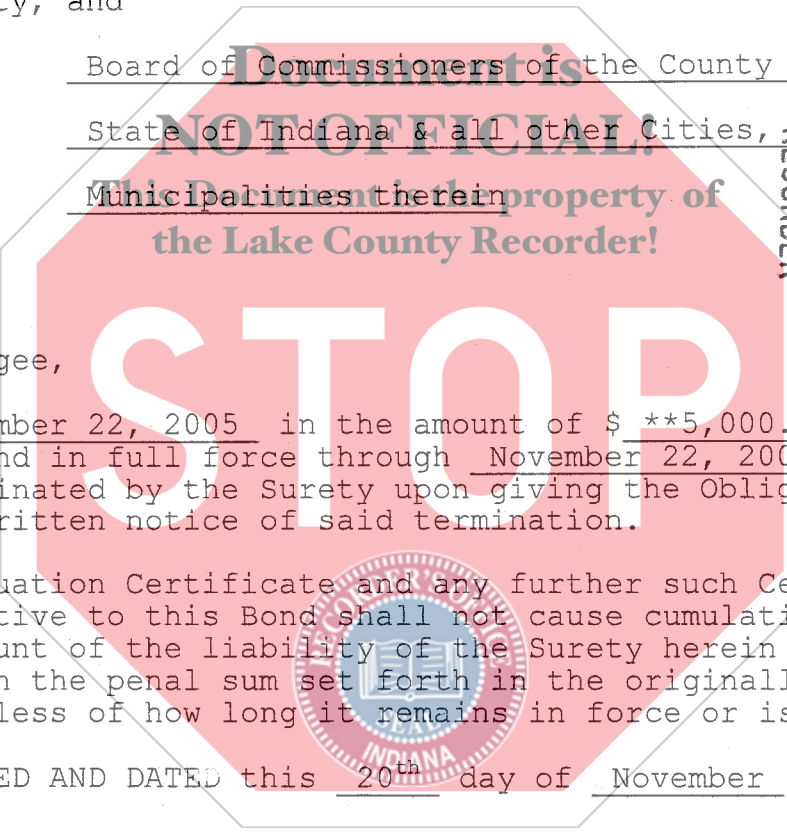 ty, and
Board of Commissioners of the County
State of Indiana & all other Cities,
Municipalities therein
Document is
NOT OFFICIAL!
This Document is the property of
the Lake County Recorder!
RECORDER
STOP
gee,
mber 22, 2005 in the amount of $ **5,000.
nd in full force through November 22, 200
inated by the Surety upon giving the Oblig
ritten notice of said termination.
uation Certificate and any further such Ce
tive to this Bond shall not cause cumulati
unt of the liability of the Surety herein
n the penal sum set forth in the originall
less of how long it remains in force or is
ED AND DATED this 20th day of November
RECORDER'S OFFICE
SEAL
INDIANA